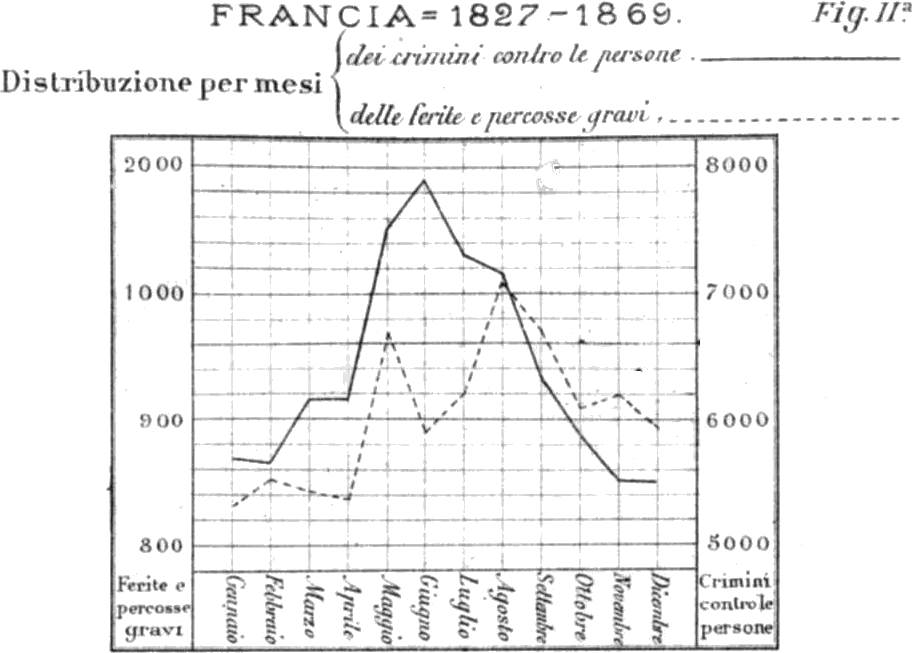 FRANCIA = 1827 - 1869. Fig. II.ª
Distribuzione per mesi
dei crimini contro le persone
delle ferite e percosse gravi
2000
1000
900
800
8000
7000
6000
5000
Ferite e
percosse
gravi
Gennaio
Febbraio
Marzo
Aprile
Maggio
Giugno
Luglio
Agosto
Settembre
Ottobre
Novembre
Dicembre
Crimini
contro le
persone